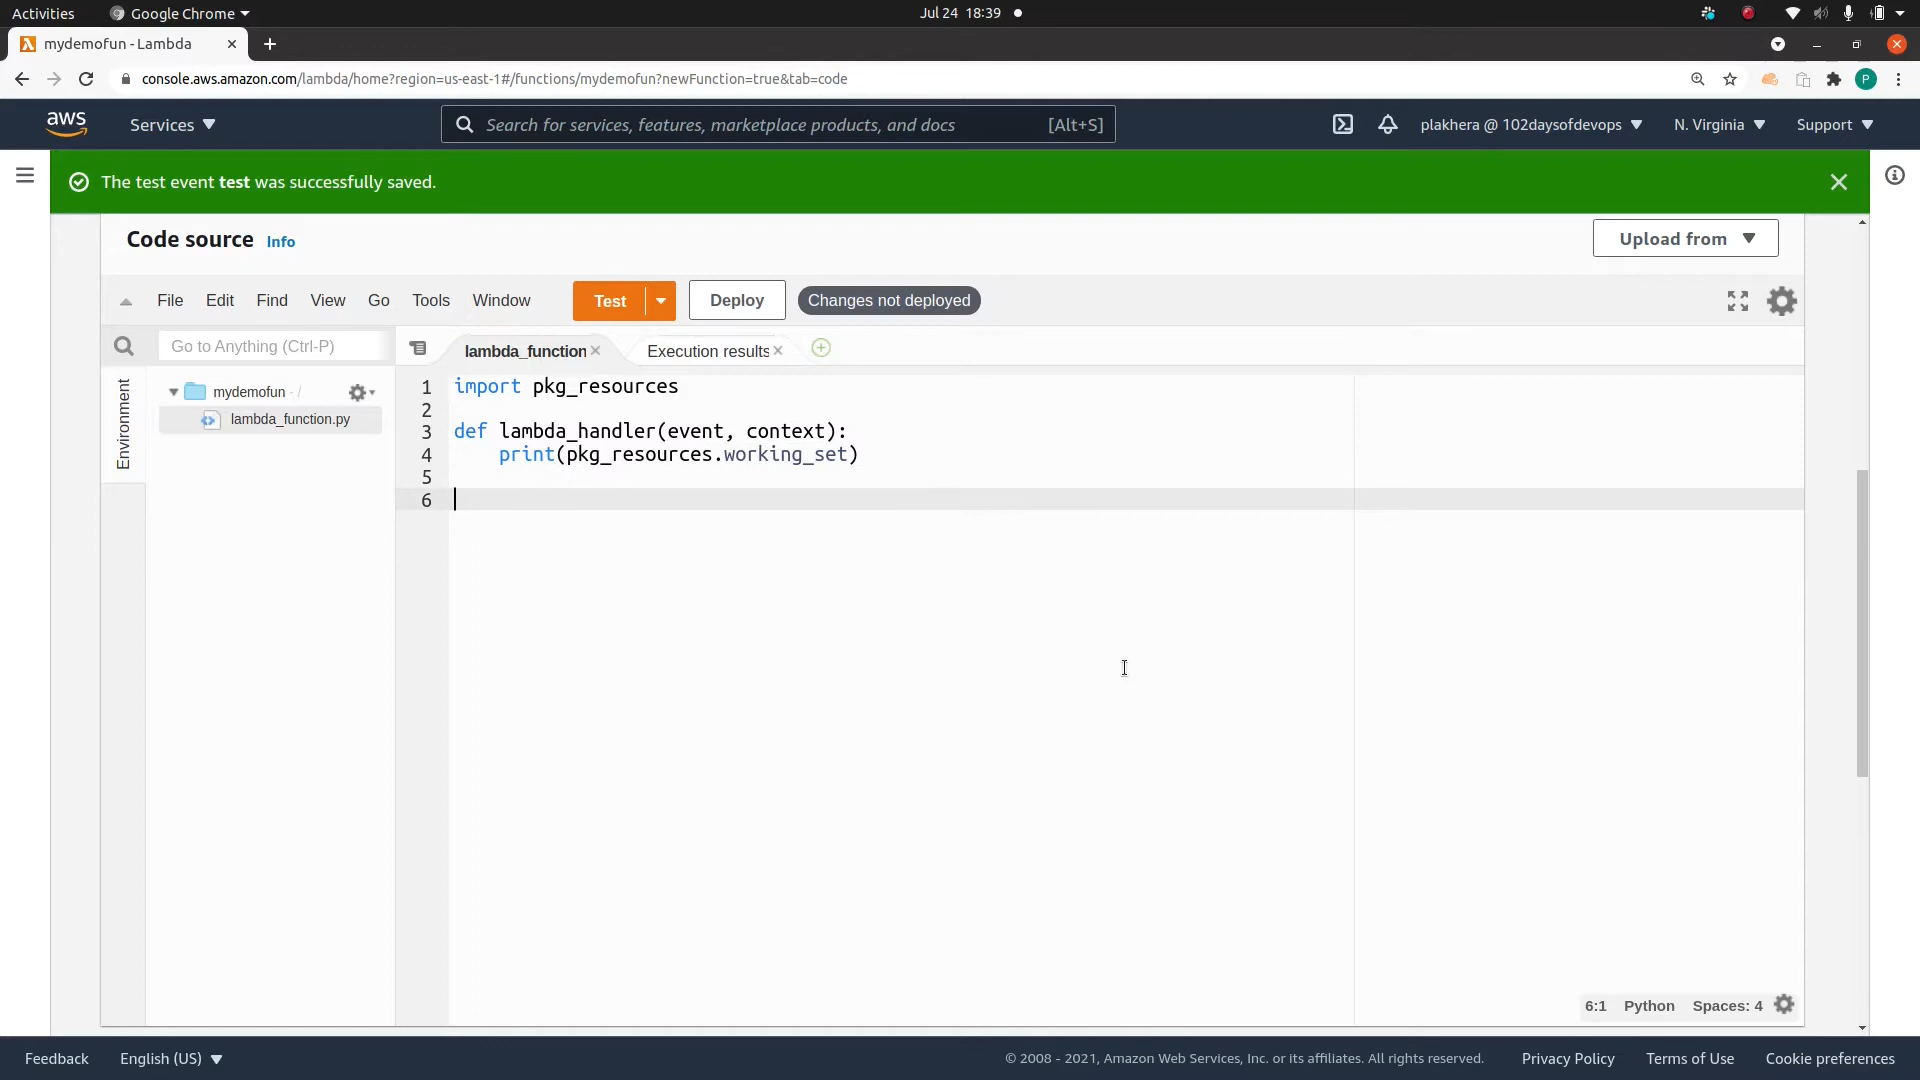 Activities Google Chrome Jul 24 18:39
mydemofun - Lambda
console.aws.amazon.com/lambda/home?region=us-east-1#/functions/mydemofun?newFunction=true&tab=code P
aws Services Search for services, features, marketplace products, and docs [Alt+S] plakhera @ 102daysofdevops N. Virginia Support
The test event test was successfully saved.
Code source Info Upload from
File Edit Find View Go Tools Window Test Deploy Changes not deployed
Go to Anything (Ctrl-P) lambda_function Execution results
Environment
mydemofun - /
lambda_function.py
1 import pkg_resources
2
3 def lambda_handler(event, context):
4 print(pkg_resources.working_set)
5
6
6:1 Python Spaces: 4
Feedback English (US) © 2008 - 2021, Amazon Web Services, Inc. or its affiliates. All rights reserved. Privacy Policy Terms of Use Cookie preferences